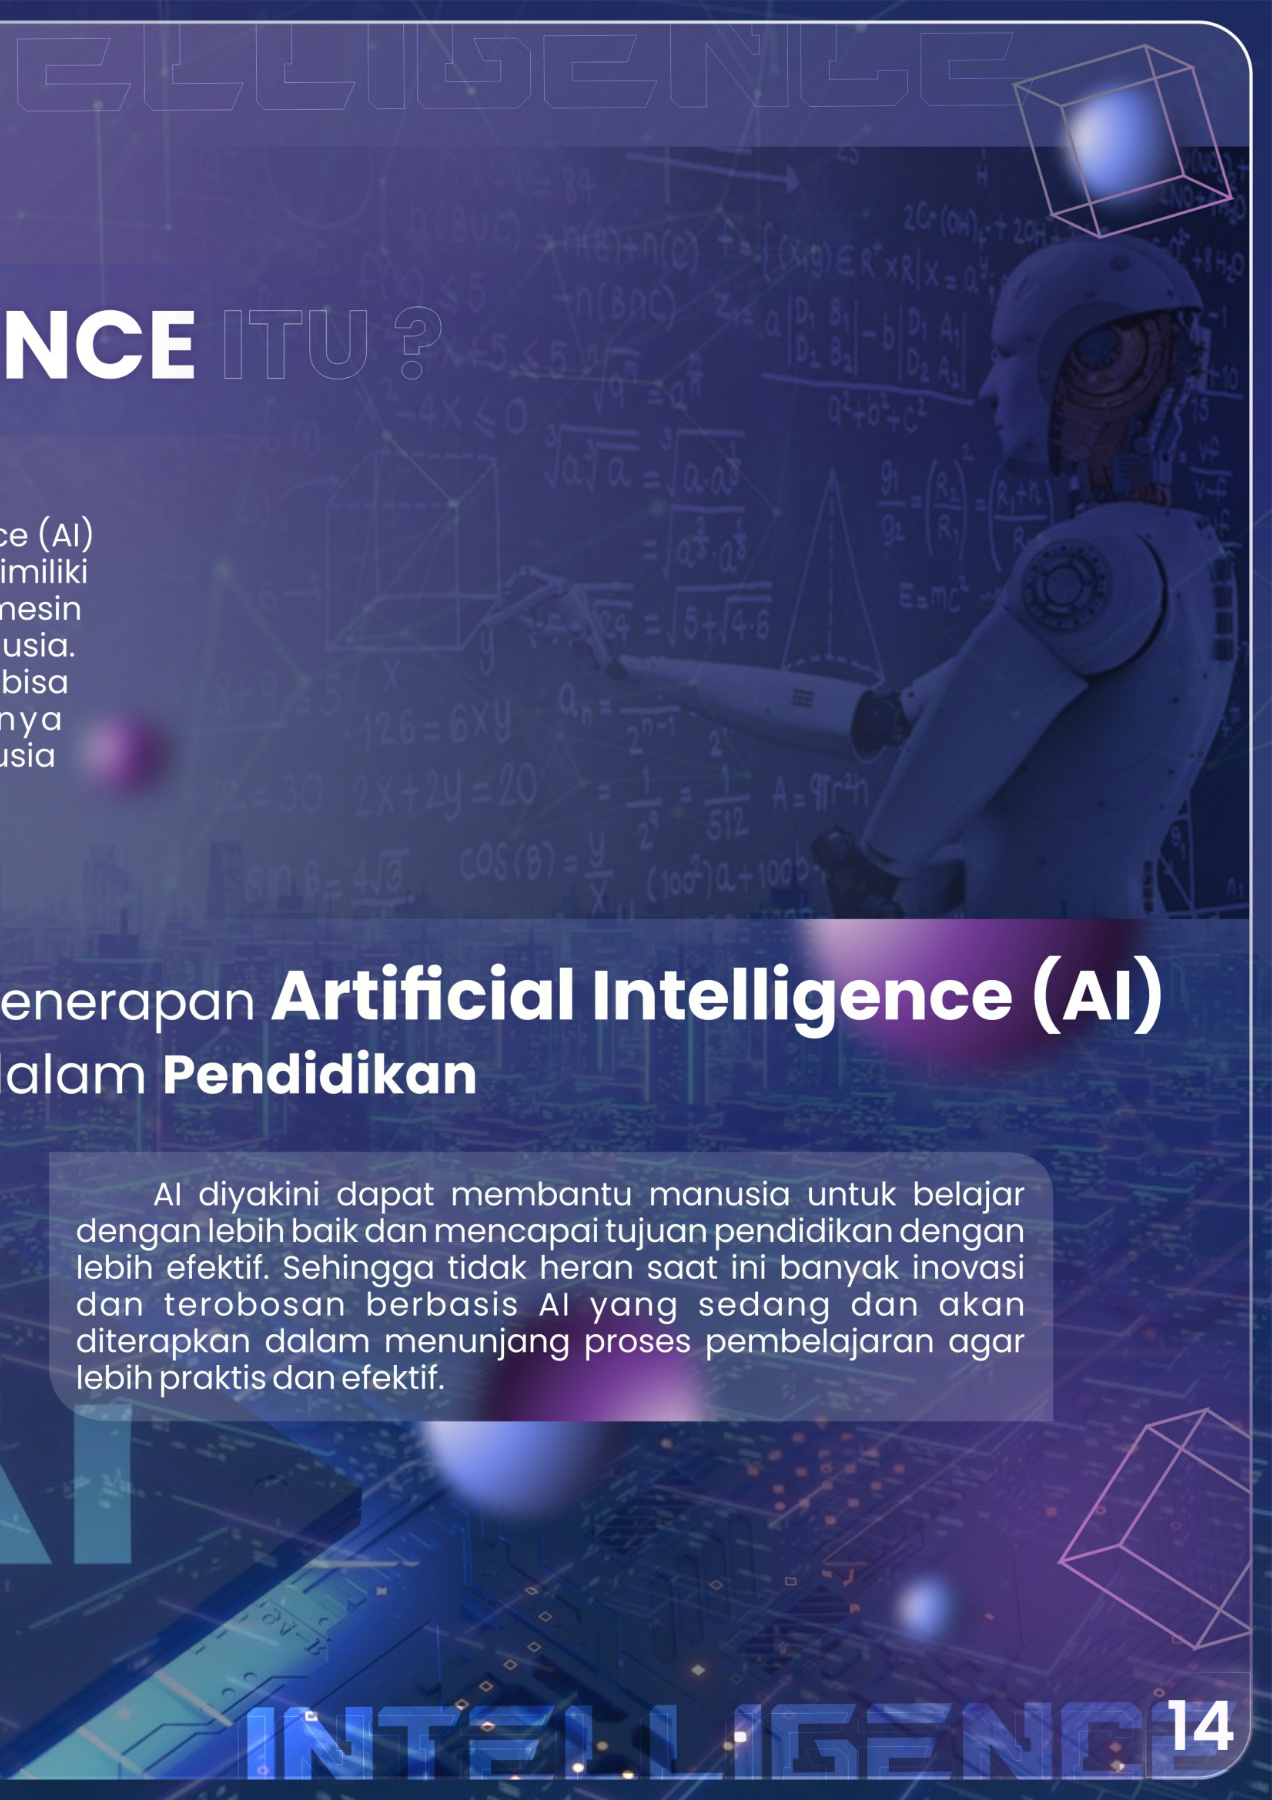 ELLIGENCE
NCE ITU ?
ce (AI)
imiliki
mesin
usia.
bisa
nya
usia
enerapan Artificial Intelligence (AI)
dalam Pendidikan
AI diyakini dapat membantu manusia untuk belajar
dengan lebih baik dan mencapai tujuan pendidikan dengan
lebih efektif. Sehingga tidak heran saat ini banyak inovasi
dan terobosan berbasis AI yang sedang dan akan
diterapkan dalam menunjang proses pembelajaran agar
lebih praktis dan efektif.
AI
INTELLIGENCE
14